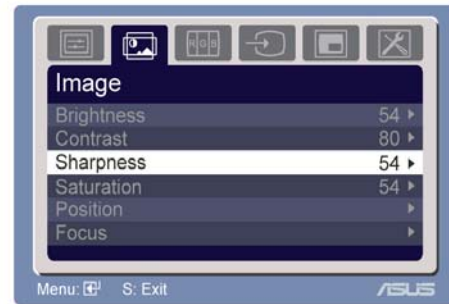 RGB
Image
Brightness 54
Contrast 80
Sharpness 54
Saturation 54
Position
Focus
Menu: S: Exit
ASUS